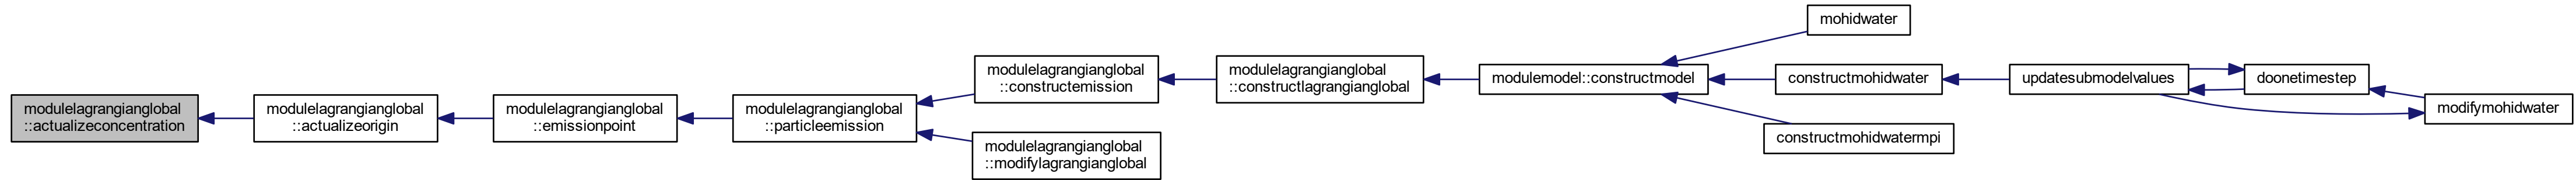 modulelagrangianglobal
::actualizeconcentration
modulelagrangianglobal
::actualizeorigin
modulelagrangianglobal
::emissionpoint
modulelagrangianglobal
::particleemission
modulelagrangianglobal
::constructemission
modulelagrangianglobal
::modifylagrangianglobal
modulelagrangianglobal
::constructlagrangianglobal
modulemodel::constructmodel
mohidwater
constructmohidwater
constructmohidwatermpi
updatesubmodelvalues
doonetimestep
modifymohidwater